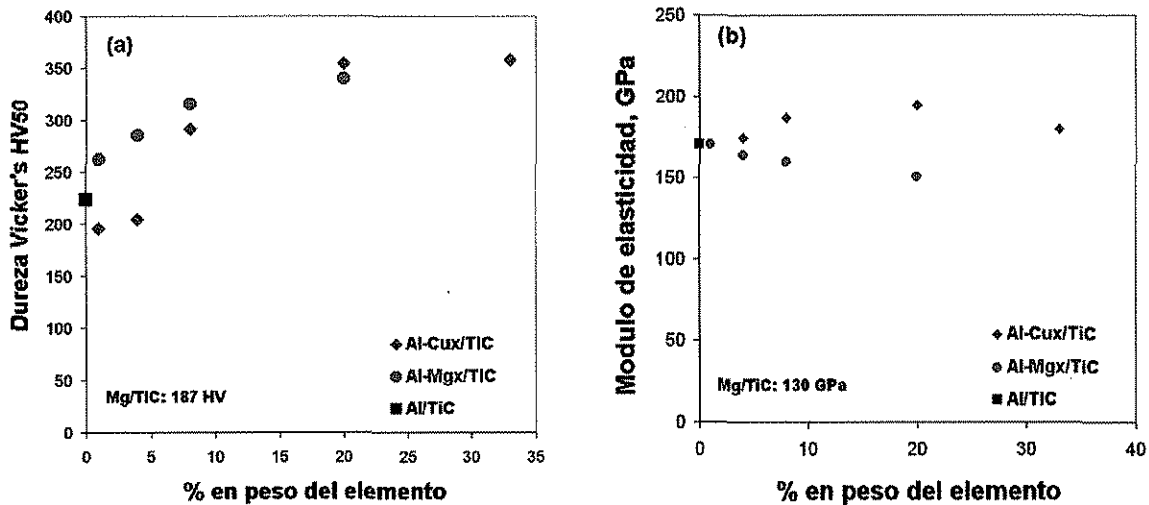 (a)
400
350
300
250
200
150
100
50
0
Dureza Vicker's HV50
Al-Cux/TiC
Al-Mgx/TiC
Al/TiC
Mg/TiC: 187 HV
0 5 10 15 20 25 30 35
% en peso del elemento
(b)
250
200
150
100
50
0
Modulo de elasticidad, GPa
Al-Cux/TiC
Al-Mgx/TiC
Al/TiC
Mg/TiC: 130 GPa
0 10 20 30 40
% en peso del elemento